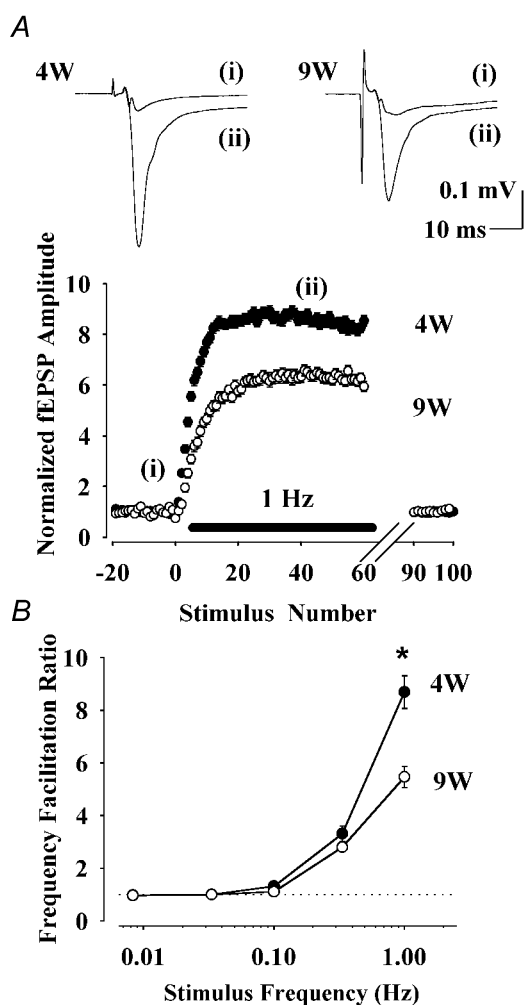 A
4W (i) 9W (i)
(ii) (ii)
0.1 mV
10 ms
Normalized fEPSP Amplitude
10
8
6
4
2
0
(ii)
4W
9W
(i)
1 Hz
-20 0 20 40 60 90 100
Stimulus Number
B
Frequency Facilitation Ratio
10
8
6
4
2
0
*
4W
9W
0.01 0.10 1.00
Stimulus Frequency (Hz)